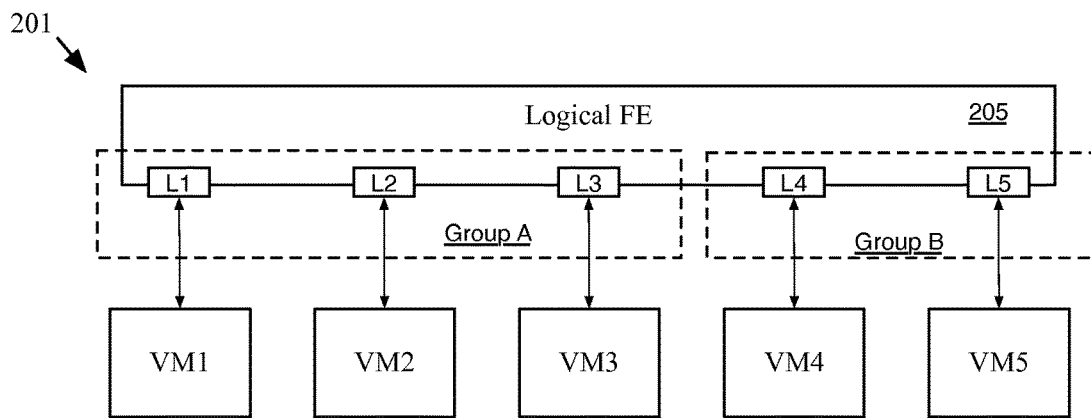 201
Logical FE 205
L1 L2 L3 L4 L5
Group A Group B
VM1 VM2 VM3 VM4 VM5